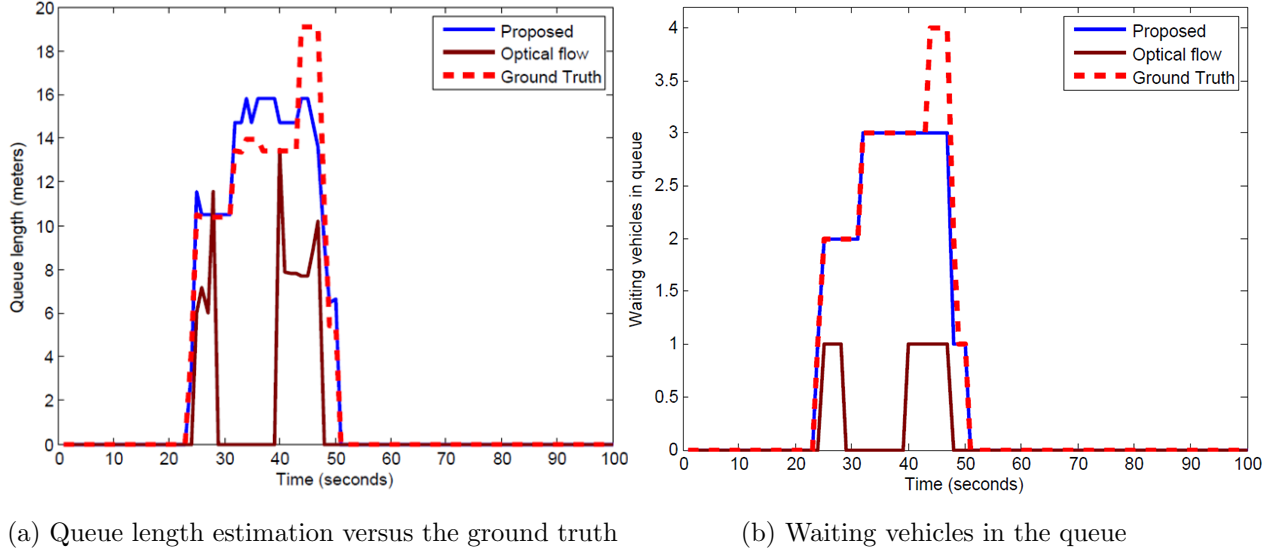 20
18
16
14
12
10
8
6
4
2
0
Queue length (meters)
Proposed
Optical flow
Ground Truth
0 10 20 30 40 50 60 70 80 90 100
Time (seconds)
4
3.5
3
2.5
2
1.5
1
0.5
0
Waiting vehicles in queue
Proposed
Optical flow
Ground Truth
0 10 20 30 40 50 60 70 80 90 100
Time (seconds)
(a) Queue length estimation versus the ground truth
(b) Waiting vehicles in the queue